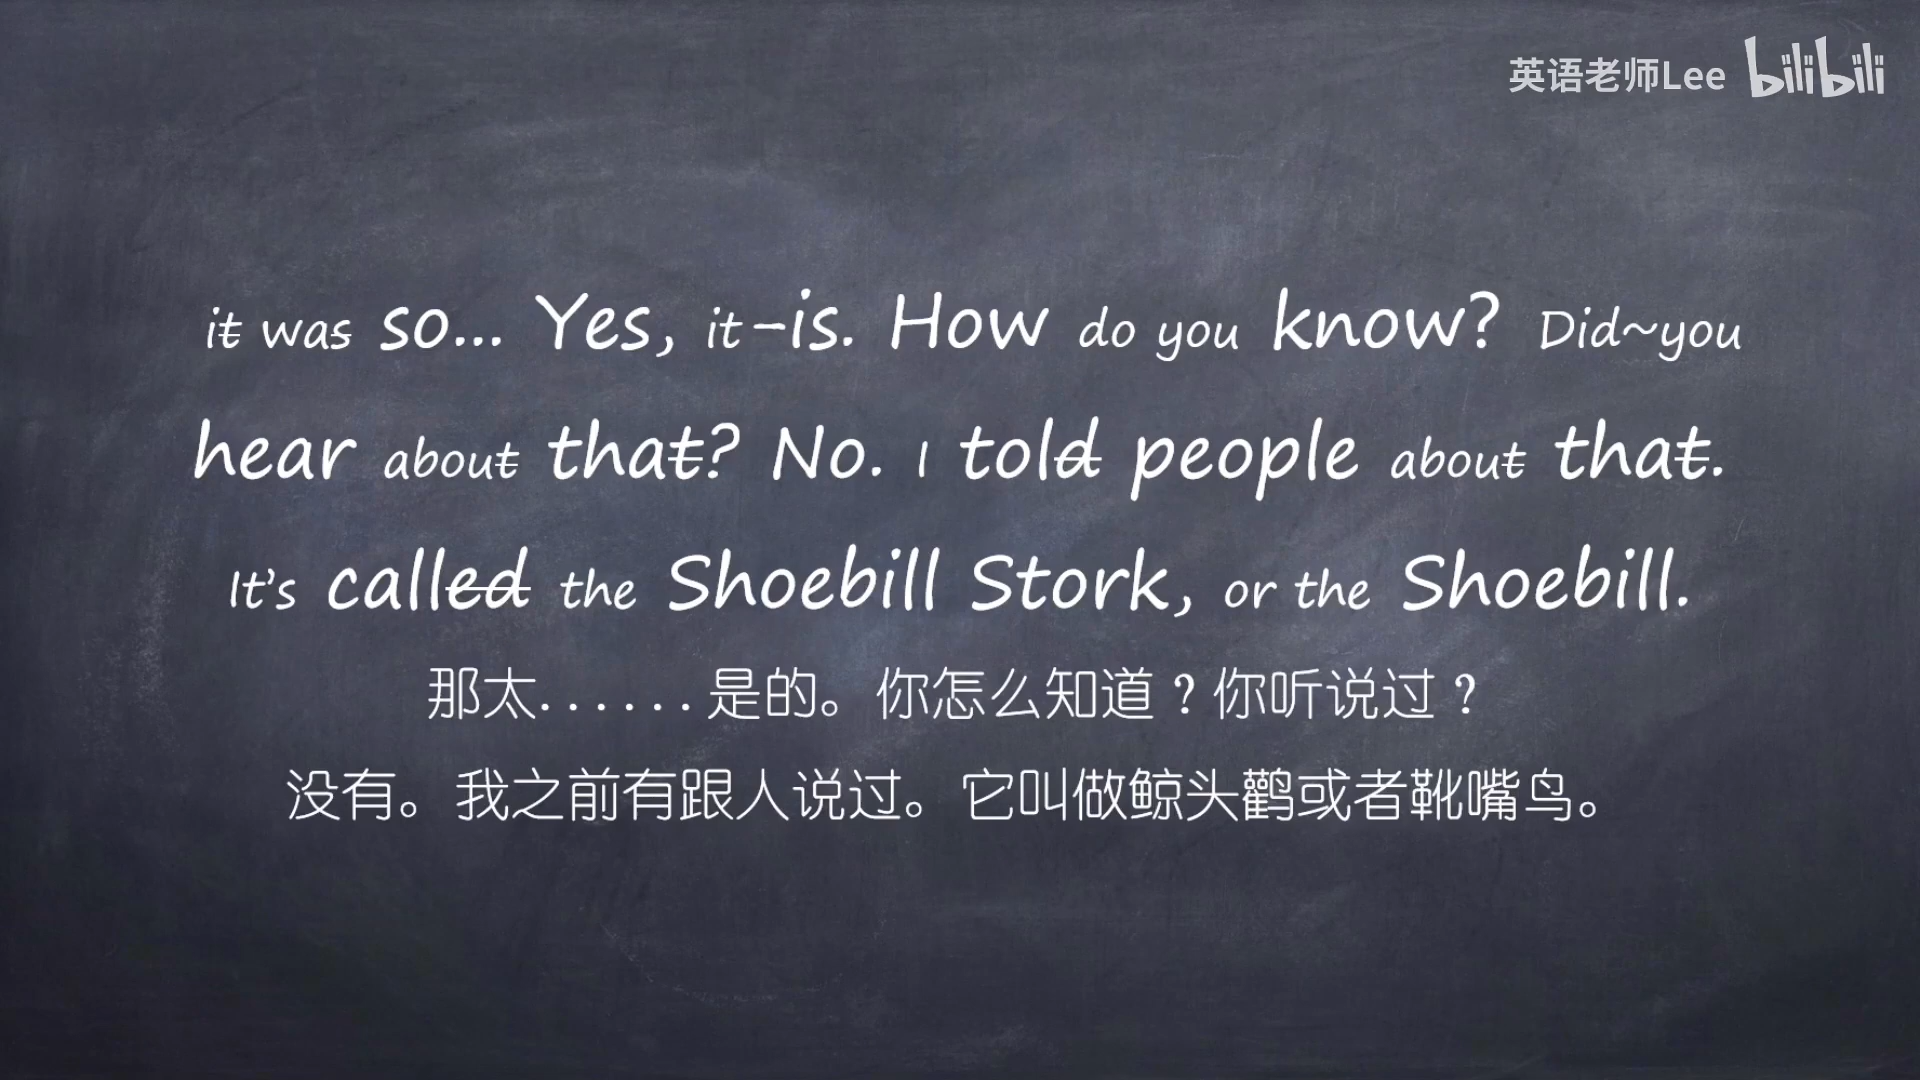 英语老师Lee bilibili
it was so... Yes, it–is. How do you know? Did~you
hear about that? No. I told people about that.
It's called the Shoebill Stork, or the Shoebill.
那太......是的。你怎么知道？你听说过？
没有。我之前有跟人说过。它叫做鲸头鹳或者靴嘴鸟。